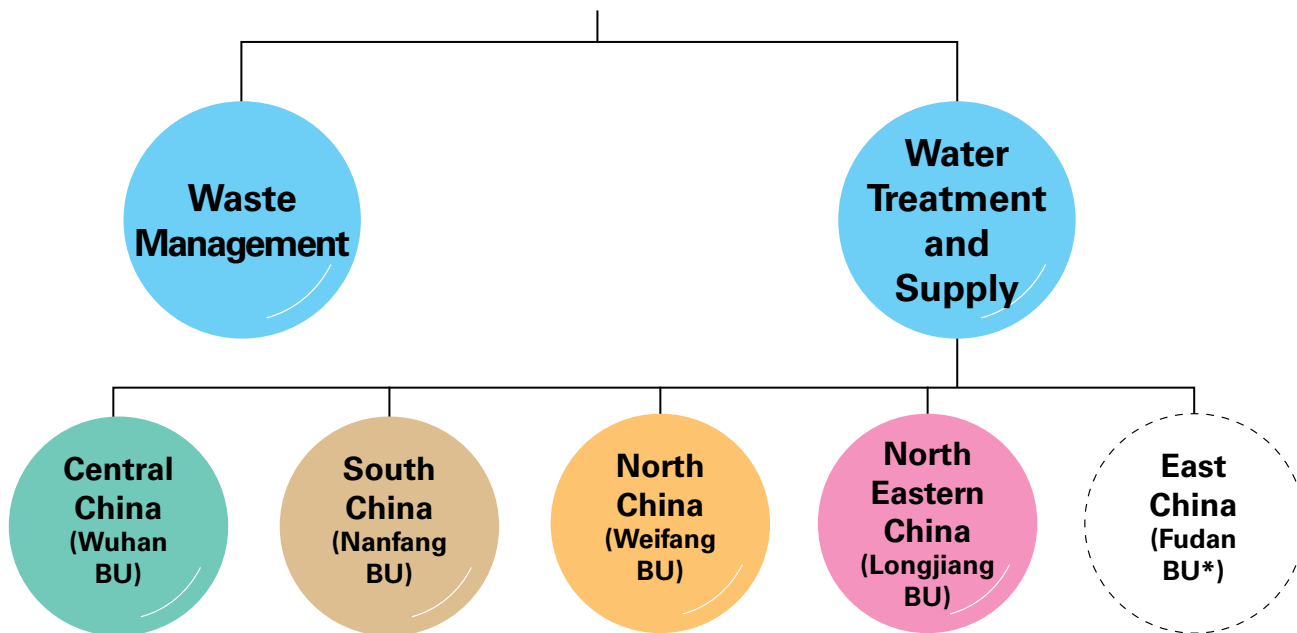 Waste
Management
Water
Treatment
and
Supply
Central
China
(Wuhan
BU)
South
China
(Nanfang
BU)
North
China
(Weifang
BU)
North
Eastern
China
(Longjiang
BU)
East
China
(Fudan
BU*)